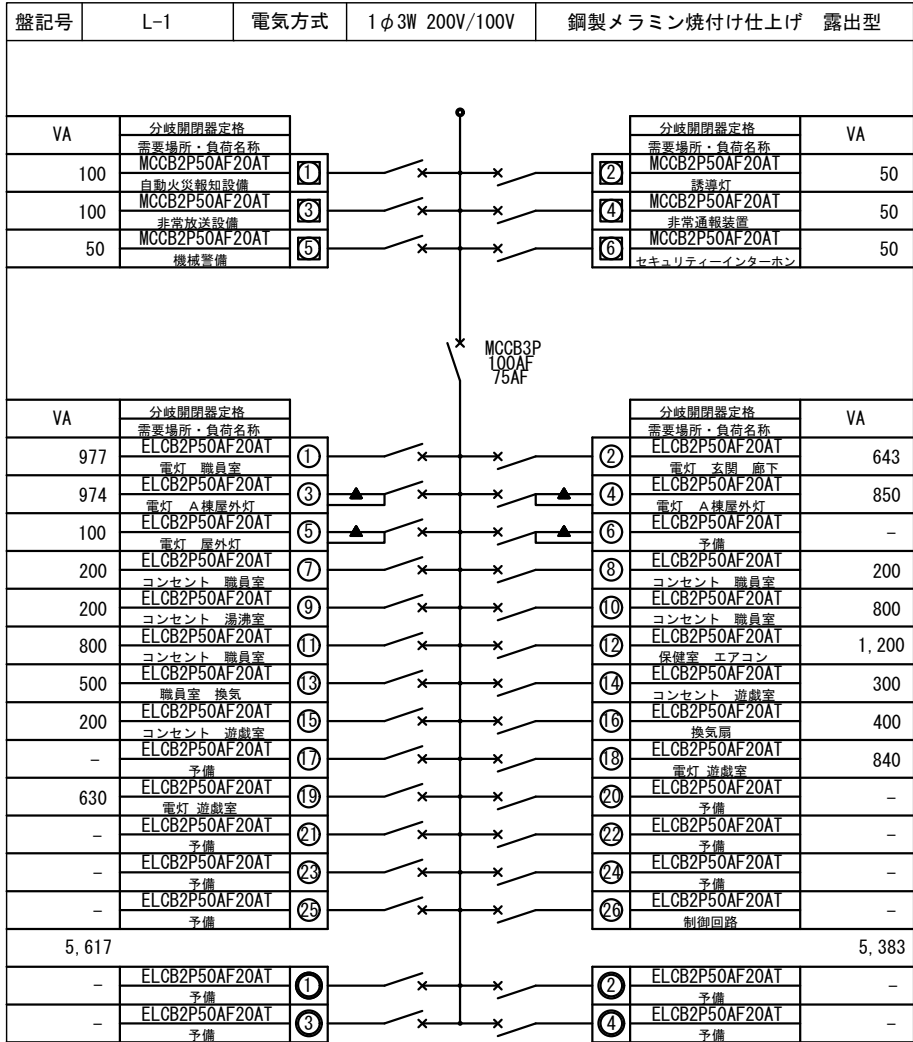 盤記号 L-1 電気方式 1φ3W 200V/100V 鋼製メラミン焼付け仕上げ 露出型
VA 分岐開閉器定格 分岐開閉器定格 VA
需要場所・負荷名称 需要場所・負荷名称
100 MCCB2P50AF20AT 1 2 MCCB2P50AF20AT 50
自動火災報知設備 誘導灯
100 MCCB2P50AF20AT 3 4 MCCB2P50AF20AT 50
非常放送設備 非常通報装置
50 MCCB2P50AF20AT 5 6 MCCB2P50AF20AT 50
機械警備 セキュリティーインターホン
MCCB3P
100AF
75AF
VA 分岐開閉器定格 分岐開閉器定格 VA
需要場所・負荷名称 需要場所・負荷名称
977 ELCB2P50AF20AT ① ② ELCB2P50AF20AT 643
電灯 職員室 電灯 玄関 廊下
974 ELCB2P50AF20AT ③ ④ ELCB2P50AF20AT 850
電灯 A棟屋外灯 電灯 A棟屋外灯
100 ELCB2P50AF20AT ⑤ ⑥ ELCB2P50AF20AT -
電灯 屋外灯 予備
200 ELCB2P50AF20AT ⑦ ⑧ ELCB2P50AF20AT 200
コンセント 職員室 コンセント 職員室
200 ELCB2P50AF20AT ⑨ ⑩ ELCB2P50AF20AT 800
コンセント 湯沸室 コンセント 職員室
800 ELCB2P50AF20AT ⑪ ⑫ ELCB2P50AF20AT 1,200
コンセント 職員室 保健室 エアコン
500 ELCB2P50AF20AT ⑬ ⑭ ELCB2P50AF20AT 300
職員室 換気 コンセント 遊戯室
200 ELCB2P50AF20AT ⑮ ⑯ ELCB2P50AF20AT 400
コンセント 遊戯室 換気扇
- ELCB2P50AF20AT ⑰ ⑱ ELCB2P50AF20AT 840
予備 電灯 遊戯室
630 ELCB2P50AF20AT ⑲ ⑳ ELCB2P50AF20AT -
電灯 遊戯室 予備
- ELCB2P50AF20AT ㉑ ㉒ ELCB2P50AF20AT -
予備 予備
- ELCB2P50AF20AT ㉓ ㉔ ELCB2P50AF20AT -
予備 予備
- ELCB2P50AF20AT ㉕ ㉖ ELCB2P50AF20AT -
予備 制御回路
5,617 5,383
- ELCB2P50AF20AT ① ② ELCB2P50AF20AT -
予備 予備
- ELCB2P50AF20AT ③ ④ ELCB2P50AF20AT -
予備 予備